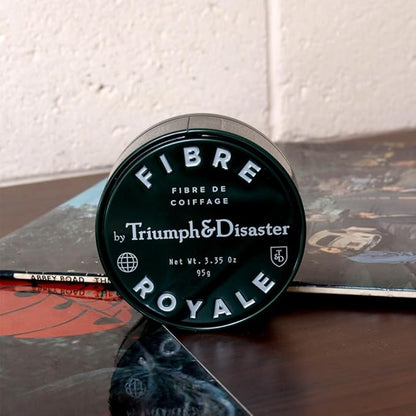 FIBRE
FIBRE DE
COIFFAGE
by Triumph&Disaster
Net Wt. 3.35 Oz
95g
T&D
ROYALE
ABBEY ROAD